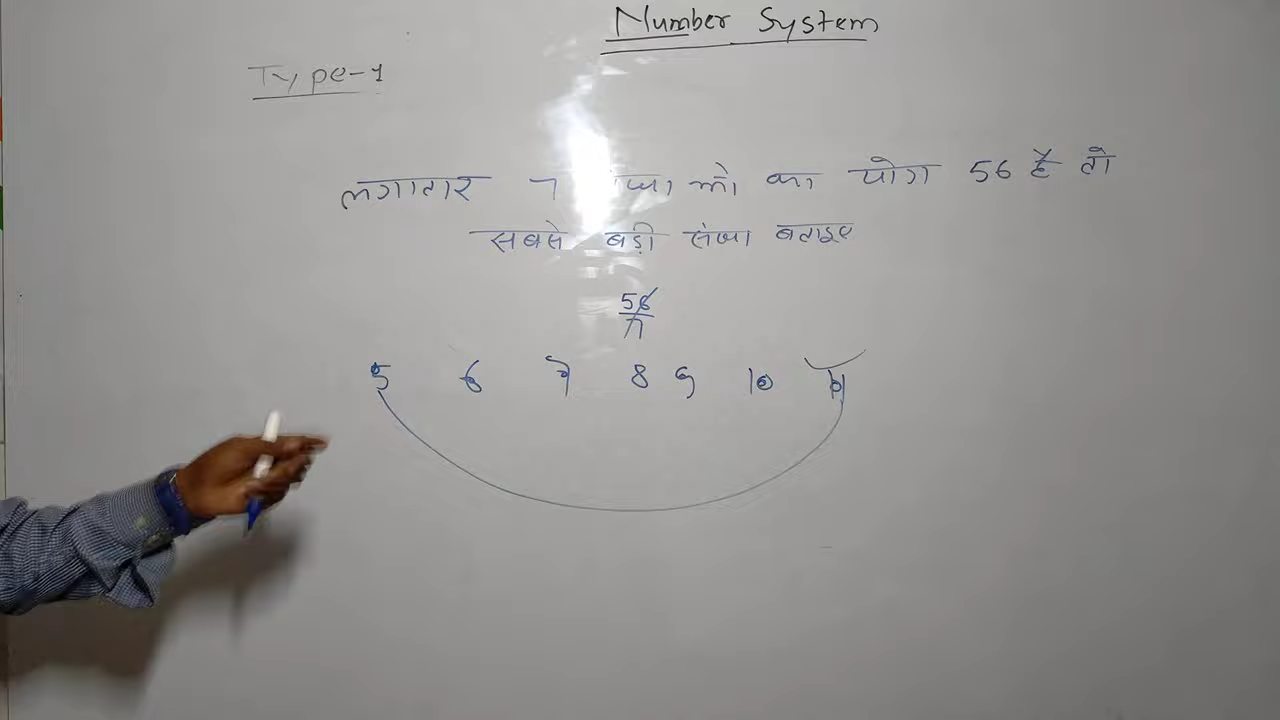 Number System
Type-1
लगातार 7 संख्याओ का योग 56 है तो
सबसे बड़ी संख्या बताइए
56
7
5 6 7 8 9 10 11